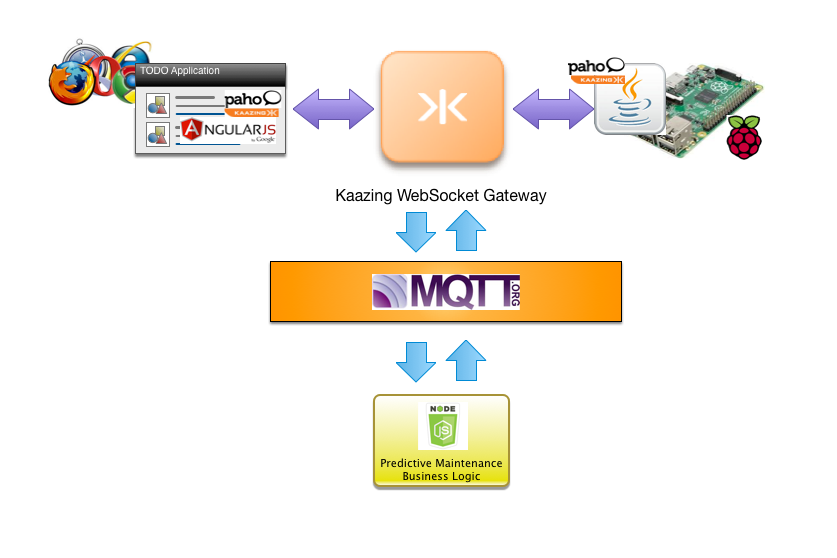 TODO Application
paho
KAAZING
ANGULARJS
by Google
paho
KAAZING
Kaazing WebSocket Gateway
MQTT.ORG
NODE
JS
Predictive Maintenance
Business Logic